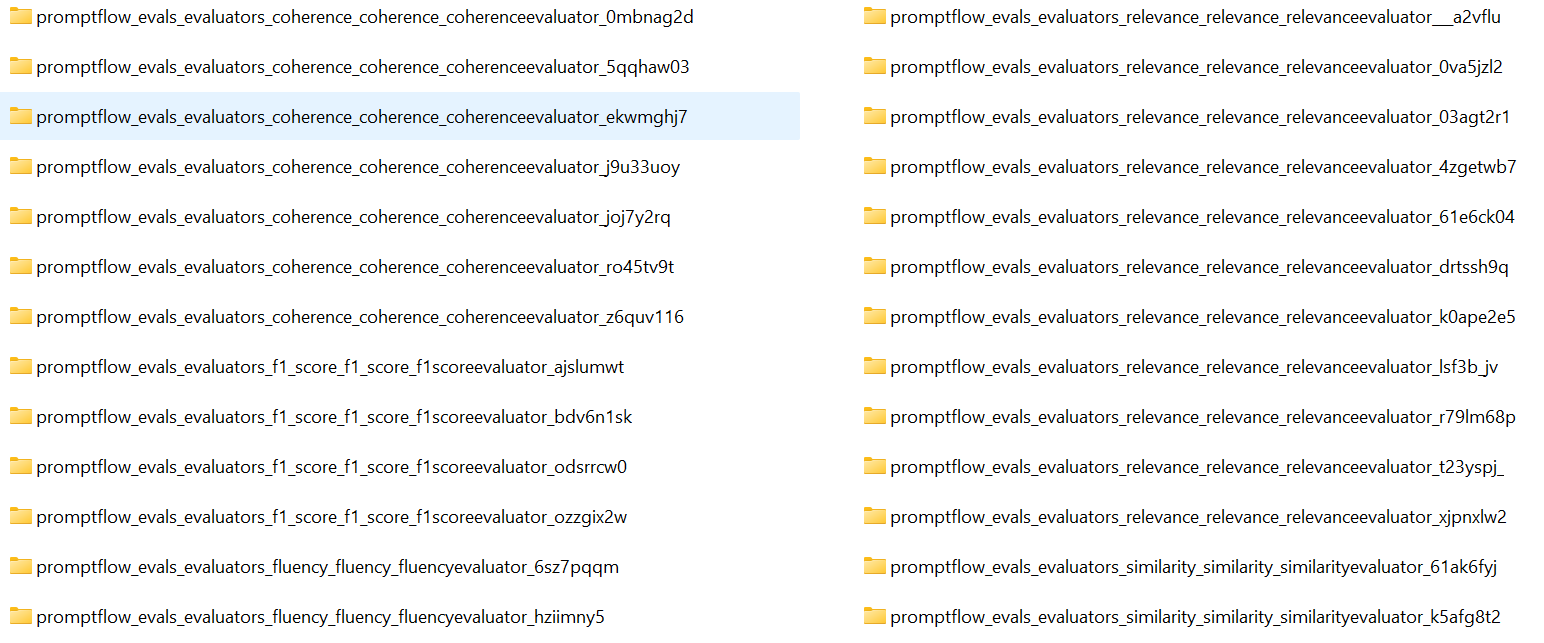 promptflow_evals_evaluators_coherence_coherence_coherenceevaluator_0mbnag2d
promptflow_evals_evaluators_coherence_coherence_coherenceevaluator_5qqhaw03
promptflow_evals_evaluators_coherence_coherence_coherenceevaluator_ekwmghj7
promptflow_evals_evaluators_coherence_coherence_coherenceevaluator_j9u33uoy
promptflow_evals_evaluators_coherence_coherence_coherenceevaluator_joj7y2rq
promptflow_evals_evaluators_coherence_coherence_coherenceevaluator_ro45tv9t
promptflow_evals_evaluators_coherence_coherence_coherenceevaluator_z6quv116
promptflow_evals_evaluators_f1_score_f1_score_f1scoreevaluator_ajslumwt
promptflow_evals_evaluators_f1_score_f1_score_f1scoreevaluator_bdv6n1sk
promptflow_evals_evaluators_f1_score_f1_score_f1scoreevaluator_odsrrcw0
promptflow_evals_evaluators_f1_score_f1_score_f1scoreevaluator_ozzgix2w
promptflow_evals_evaluators_fluency_fluency_fluencyevaluator_6sz7pqqm
promptflow_evals_evaluators_fluency_fluency_fluencyevaluator_hziimny5
promptflow_evals_evaluators_relevance_relevance_relevanceevaluator___a2vflu
promptflow_evals_evaluators_relevance_relevance_relevanceevaluator_0va5jzl2
promptflow_evals_evaluators_relevance_relevance_relevanceevaluator_03agt2r1
promptflow_evals_evaluators_relevance_relevance_relevanceevaluator_4zgetwb7
promptflow_evals_evaluators_relevance_relevance_relevanceevaluator_61e6ck04
promptflow_evals_evaluators_relevance_relevance_relevanceevaluator_drtssh9q
promptflow_evals_evaluators_relevance_relevance_relevanceevaluator_k0ape2e5
promptflow_evals_evaluators_relevance_relevance_relevanceevaluator_lsf3b_jv
promptflow_evals_evaluators_relevance_relevance_relevanceevaluator_r79lm68p
promptflow_evals_evaluators_relevance_relevance_relevanceevaluator_t23yspj_
promptflow_evals_evaluators_relevance_relevance_relevanceevaluator_xjpnxlw2
promptflow_evals_evaluators_similarity_similarity_similarityevaluator_61ak6fyj
promptflow_evals_evaluators_similarity_similarity_similarityevaluator_k5afg8t2